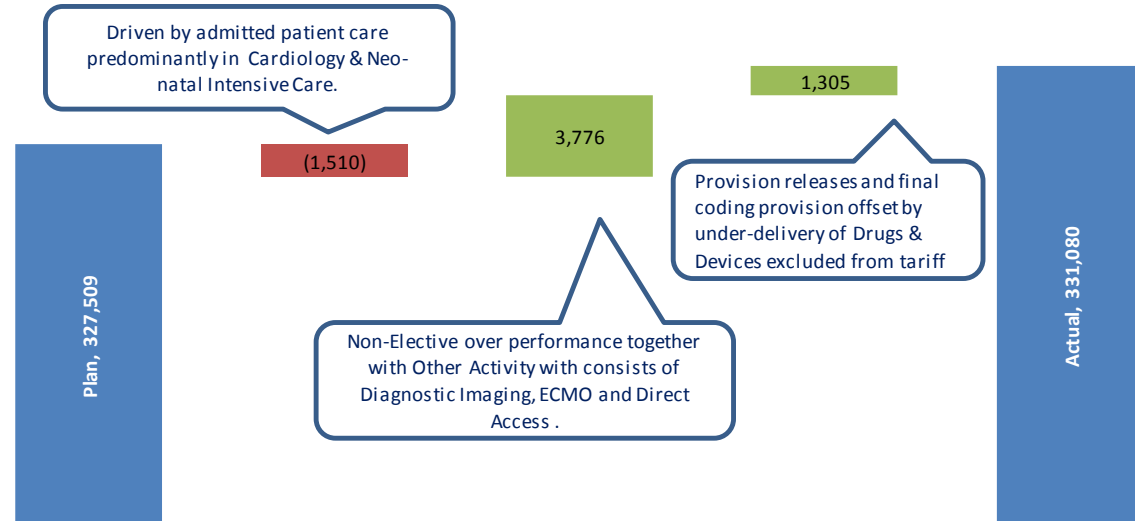 Driven by admitted patient care
predominantly in Cardiology & Neo-
natal Intensive Care.
(1,510)
3,776
1,305
Provision releases and final
coding provision offset by
under-delivery of Drugs &
Devices excluded from tariff
Non-Elective over performance together
with Other Activity with consists of
Diagnostic Imaging, ECMO and Direct
Access .
Plan, 327,509
Actual, 331,080